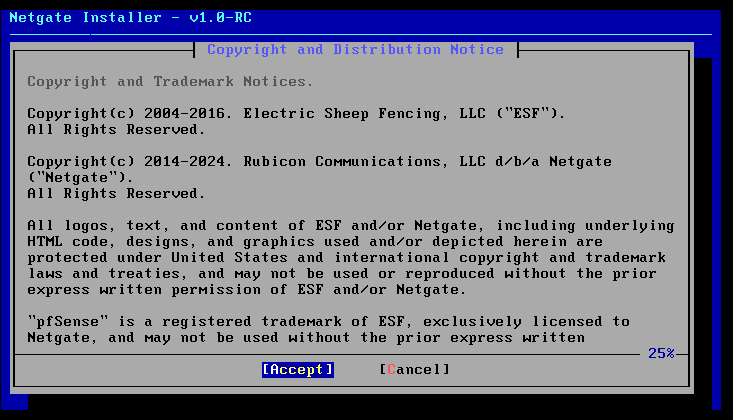 Netgate Installer - v1.0-RC
Copyright and Distribution Notice
Copyright and Trademark Notices.
Copyright(c) 2004-2016. Electric Sheep Fencing, LLC ("ESF").
All Rights Reserved.
Copyright(c) 2014-2024. Rubicon Communications, LLC d/b/a Netgate
("Netgate").
All Rights Reserved.
All logos, text, and content of ESF and/or Netgate, including underlying
HTML code, designs, and graphics used and/or depicted herein are
protected under United States and international copyright and trademark
laws and treaties, and may not be used or reproduced without the prior
express written permission of ESF and/or Netgate.
"pfSense" is a registered trademark of ESF, exclusively licensed to
Netgate, and may not be used without the prior express written
25%
[Accept] [Cancel]